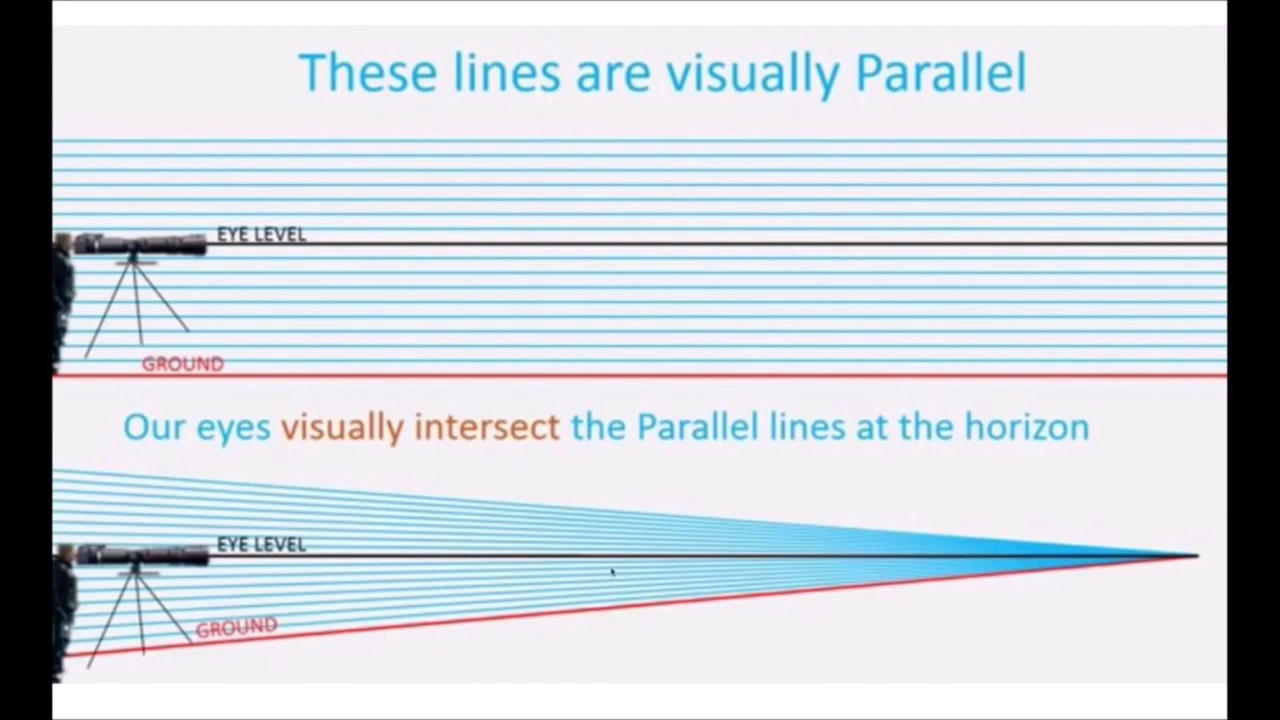 These lines are visually Parallel
EYE LEVEL
GROUND
Our eyes visually intersect the Parallel lines at the horizon
EYE LEVEL
GROUND